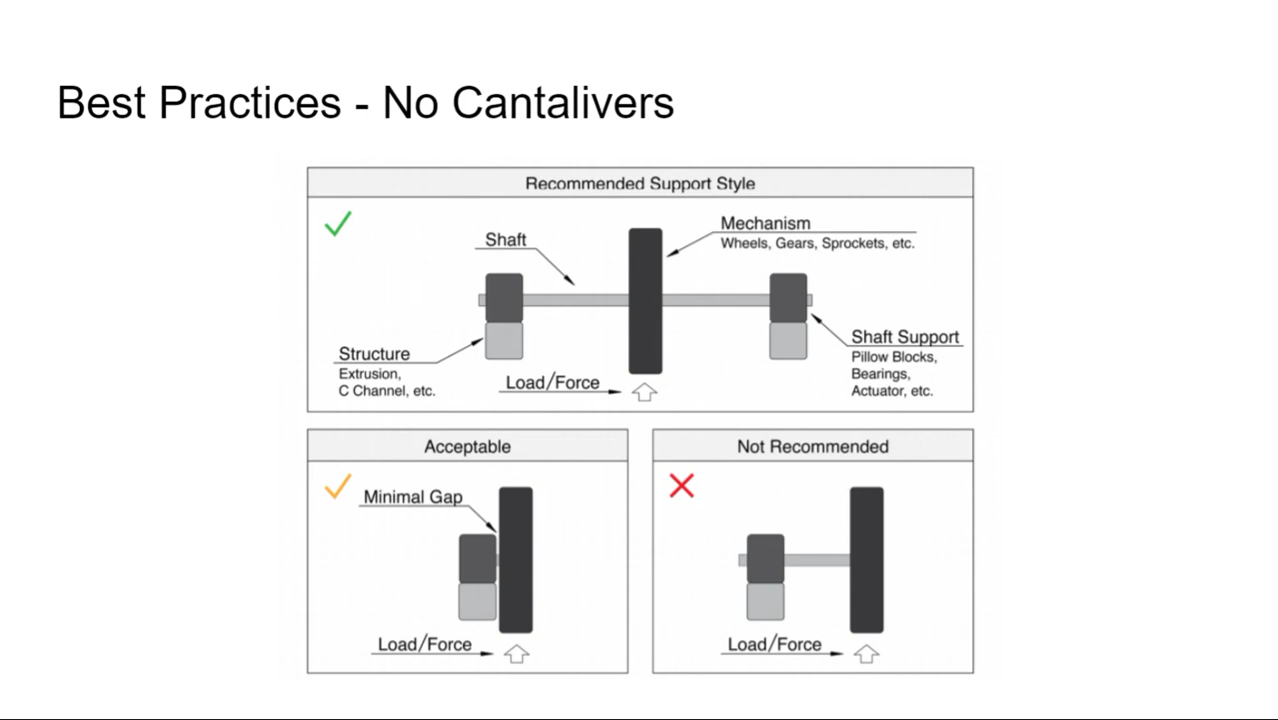 Best Practices - No Cantalivers
Recommended Support Style
Mechanism
Wheels, Gears, Sprockets, etc.
Shaft
Structure
Extrusion,
C Channel, etc.
Load/Force
Shaft Support
Pillow Blocks,
Bearings,
Actuator, etc.
Acceptable
Minimal Gap
Load/Force
Not Recommended
Load/Force